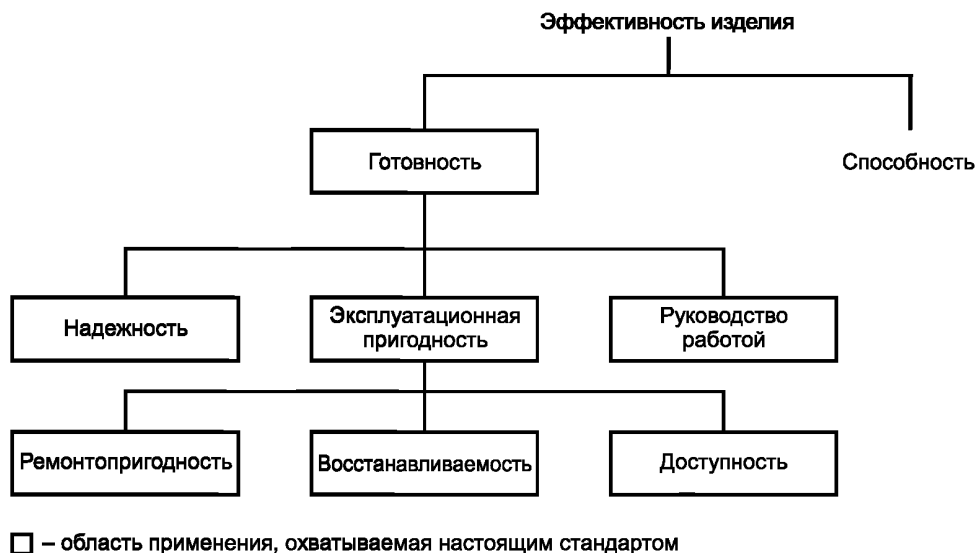 Эффективность изделия
Готовность
Способность
Надежность
Эксплуатационная
пригодность
Руководство
работой
Ремонтопригодность
Восстанавливаемость
Доступность
– область применения, охватываемая настоящим стандартом